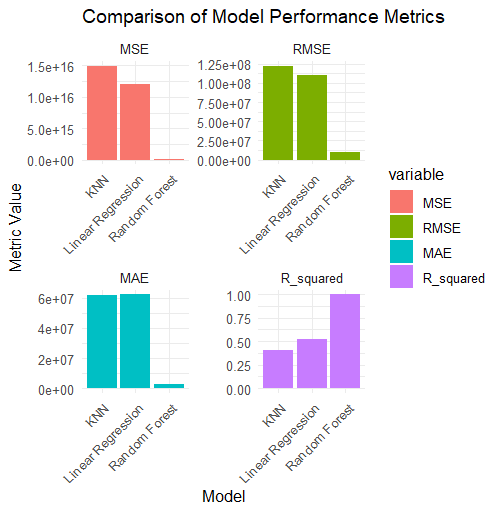 Comparison of Model Performance Metrics
MSE
1.5e+16
1.0e+16
5.0e+15
0.0e+00
KNN
Linear Regression
Random Forest
RMSE
1.25e+08
1.00e+08
7.50e+07
5.00e+07
2.50e+07
0.00e+00
KNN
Linear Regression
Random Forest
MAE
6e+07
4e+07
2e+07
0e+00
KNN
Linear Regression
Random Forest
R_squared
1.00
0.75
0.50
0.25
0.00
KNN
Linear Regression
Random Forest
Metric Value
Model
variable
MSE
RMSE
MAE
R_squared